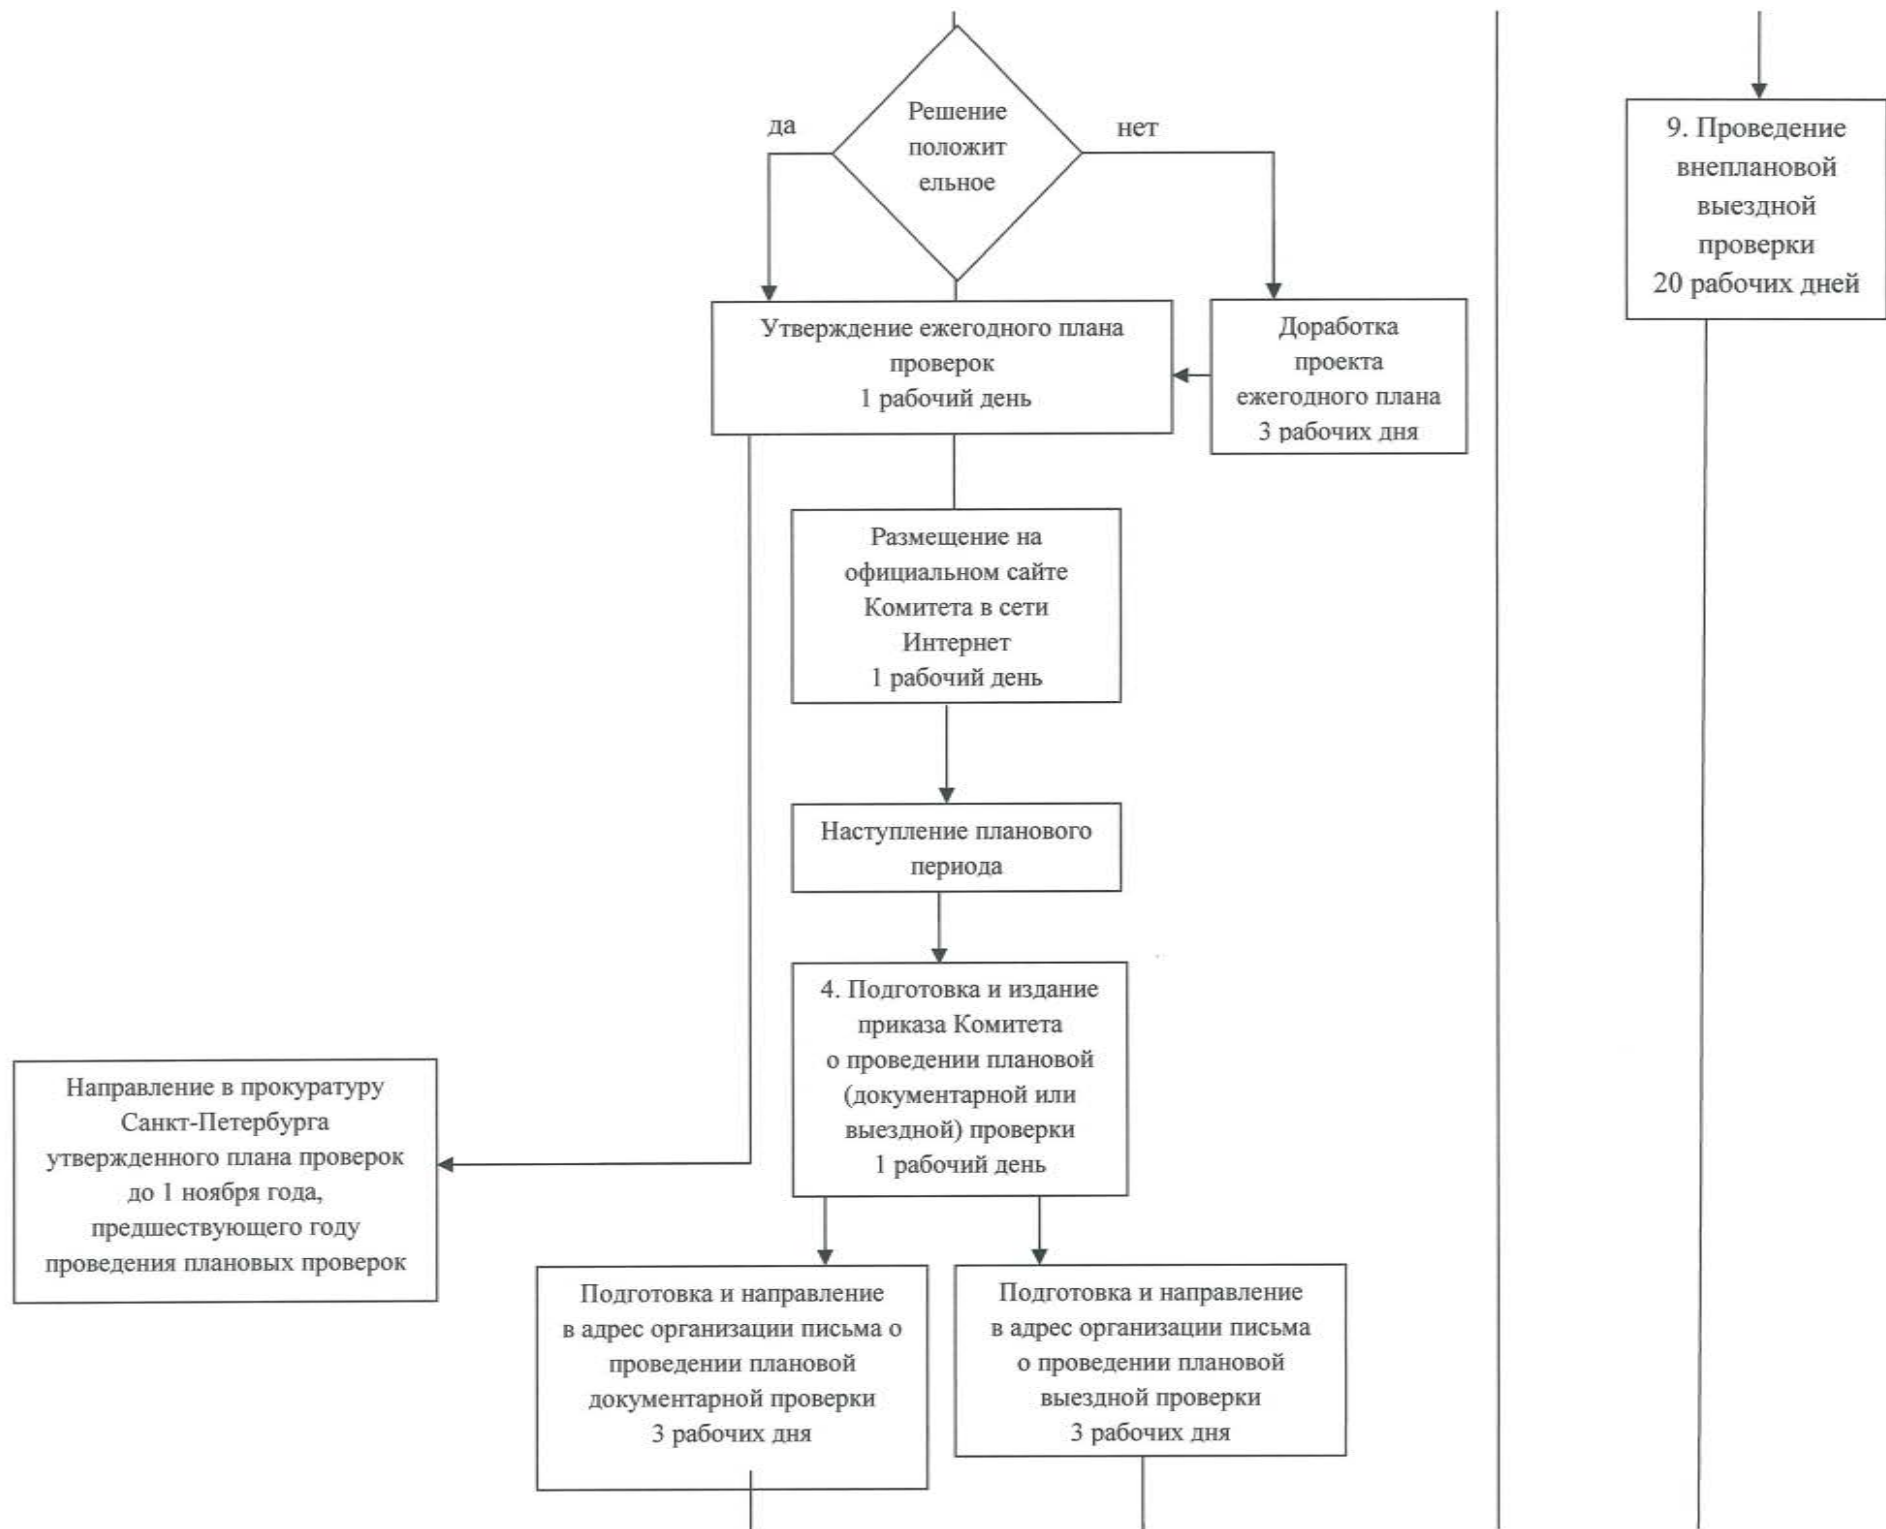 Решение
положит
ельное
да
нет
9. Проведение
внеплановой
выездной
проверки
20 рабочих дней
Утверждение ежегодного плана
проверок
1 рабочий день
Доработка
проекта
ежегодного плана
3 рабочих дня
Размещение на
официальном сайте
Комитета в сети
Интернет
1 рабочий день
Наступление планового
периода
4. Подготовка и издание
приказа Комитета
о проведении плановой
(документарной или
выездной) проверки
1 рабочий день
Направление в прокуратуру
Санкт-Петербурга
утвержденного плана проверок
до 1 ноября года,
предшествующего году
проведения плановых проверок
Подготовка и направление
в адрес организации письма о
проведении плановой
документарной проверки
3 рабочих дня
Подготовка и направление
в адрес организации письма
о проведении плановой
выездной проверки
3 рабочих дня